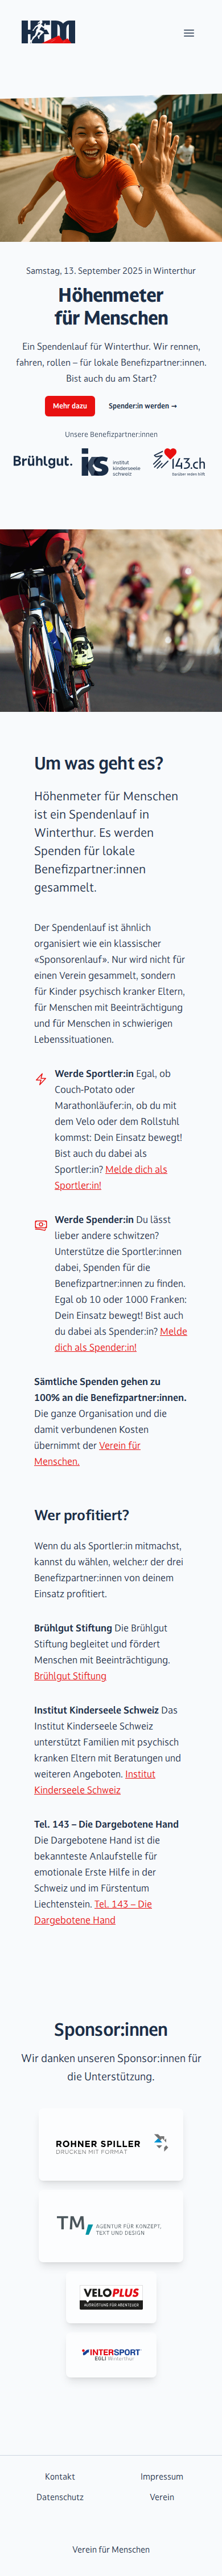 HFM
Samstag, 13. September 2025 in Winterthur
Höhenmeter
für Menschen
Ein Spendenlauf für Winterthur. Wir rennen,
fahren, rollen – für lokale Benefizpartner:innen.
Bist auch du am Start?
Mehr dazu
Spender:in werden →
Unsere Benefizpartner:innen
Brühlgut.
iks institut
kinderseele
schweiz
143.ch
Darüber reden hilft
Um was geht es?
Höhenmeter für Menschen
ist ein Spendenlauf in
Winterthur. Es werden
Spenden für lokale
Benefizpartner:innen
gesammelt.
Der Spendenlauf ist ähnlich
organisiert wie ein klassischer
«Sponsorenlauf». Nur wird nicht für
einen Verein gesammelt, sondern
für Kinder psychisch kranker Eltern,
für Menschen mit Beeinträchtigung
und für Menschen in schwierigen
Lebenssituationen.
Werde Sportler:in Egal, ob
Couch-Potato oder
Marathonläufer:in, ob du mit
dem Velo oder dem Rollstuhl
kommst: Dein Einsatz bewegt!
Bist auch du dabei als
Sportler:in? Melde dich als
Sportler:in!
Werde Spender:in Du lässt
lieber andere schwitzen?
Unterstütze die Sportler:innen
dabei, Spenden für die
Benefizpartner:innen zu finden.
Egal ob 10 oder 1000 Franken:
Dein Einsatz bewegt! Bist auch
du dabei als Spender:in? Melde
dich als Spender:in!
Sämtliche Spenden gehen zu
100% an die Benefizpartner:innen.
Die ganze Organisation und die
damit verbundenen Kosten
übernimmt der Verein für
Menschen.
Wer profitiert?
Wenn du als Sportler:in mitmachst,
kannst du wählen, welche:r der drei
Benefizpartner:innen von deinem
Einsatz profitiert.
Brühlgut Stiftung Die Brühlgut
Stiftung begleitet und fördert
Menschen mit Beeinträchtigung.
Brühlgut Stiftung
Institut Kinderseele Schweiz Das
Institut Kinderseele Schweiz
unterstützt Familien mit psychisch
kranken Eltern mit Beratungen und
weiteren Angeboten. Institut
Kinderseele Schweiz
Tel. 143 – Die Dargebotene Hand
Die Dargebotene Hand ist die
bekannteste Anlaufstelle für
emotionale Erste Hilfe in der
Schweiz und im Fürstentum
Liechtenstein. Tel. 143 – Die
Dargebotene Hand
Sponsor:innen
Wir danken unseren Sponsor:innen für
die Unterstützung.
ROHNER SPILLER
DRUCKEN MIT FORMAT
TM AGENTUR FÜR KONZEPT,
TEXT UND DESIGN
VELOPLUS
AUSRÜSTUNG FÜR ABENTEUER
INTERSPORT
EGLI Winterthur
Kontakt
Impressum
Datenschutz
Verein
Verein für Menschen